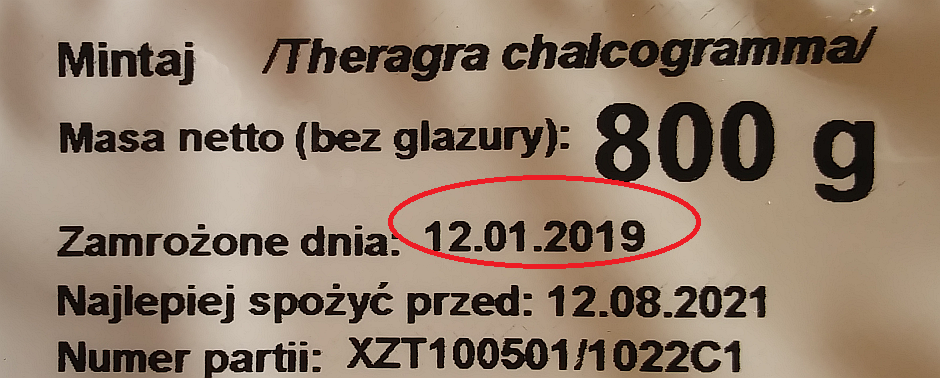 Mintaj /Theragra chalcogramma/
Masa netto (bez glazury): 800 g
Zamrożone dnia: 12.01.2019
Najlepiej spożyć przed: 12.08.2021
Numer partii: XZT100501/1022C1